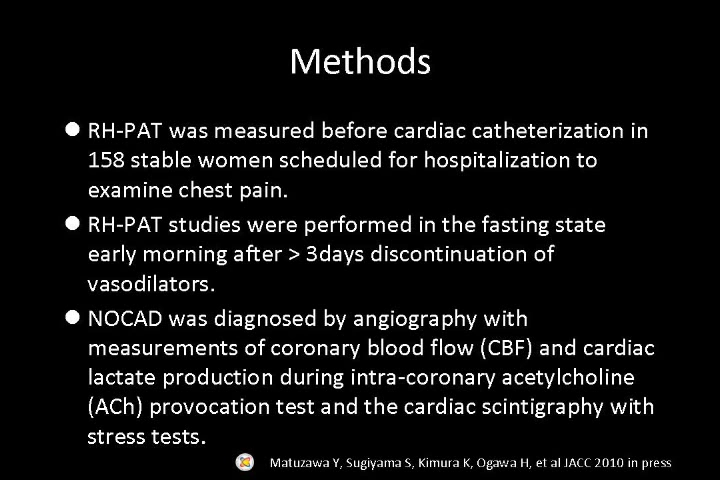 Methods
● RH-PAT was measured before cardiac catheterization in
158 stable women scheduled for hospitalization to
examine chest pain.
● RH-PAT studies were performed in the fasting state
early morning after > 3days discontinuation of
vasodilators.
● NOCAD was diagnosed by angiography with
measurements of coronary blood flow (CBF) and cardiac
lactate production during intra-coronary acetylcholine
(ACh) provocation test and the cardiac scintigraphy with
stress tests.
Matuzawa Y, Sugiyama S, Kimura K, Ogawa H, et al JACC 2010 in press